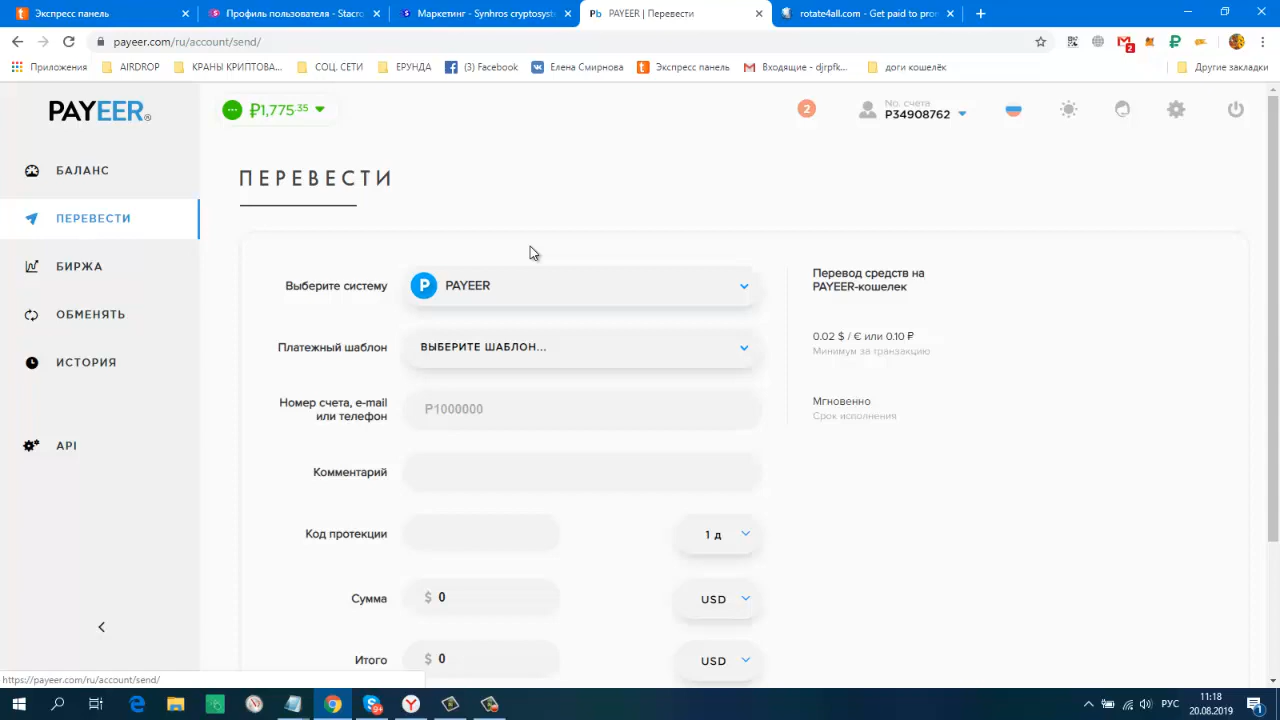 Экспресс панель
Профиль пользователя - Stacro
Маркетинг - Synhros cryptosyst
Pb PAYEER | Перевести
rotate4all.com - Get paid to pror
payeer.com/ru/account/send/
2
Приложения
AIRDROP
КРАНЫ КРИПТОВА...
СОЦ. СЕТИ
ЕРУНДА
(3) Facebook
Елена Смирнова
Экспресс панель
Входящие - djrpfk...
доги кошелёк
Другие закладки
PAYEER®
₽1,775.35
2
No. счета
P34908762
БАЛАНС
ПЕРЕВЕСТИ
БИРЖА
ОБМЕНЯТЬ
ИСТОРИЯ
API
ПЕРЕВЕСТИ
Выберите систему
P PAYEER
Платежный шаблон
ВЫБЕРИТЕ ШАБЛОН...
Номер счета, e-mail
или телефон
P1000000
Комментарий
Код протекции
1 д
Сумма
$ 0
USD
Итого
$ 0
USD
Перевод средств на
PAYEER-кошелек
0.02 $ / € или 0.10 ₽
Минимум за транзакцию
Мгновенно
Срок исполнения
https://payeer.com/ru/account/send/
РУС
11:18
20.08.2019
1